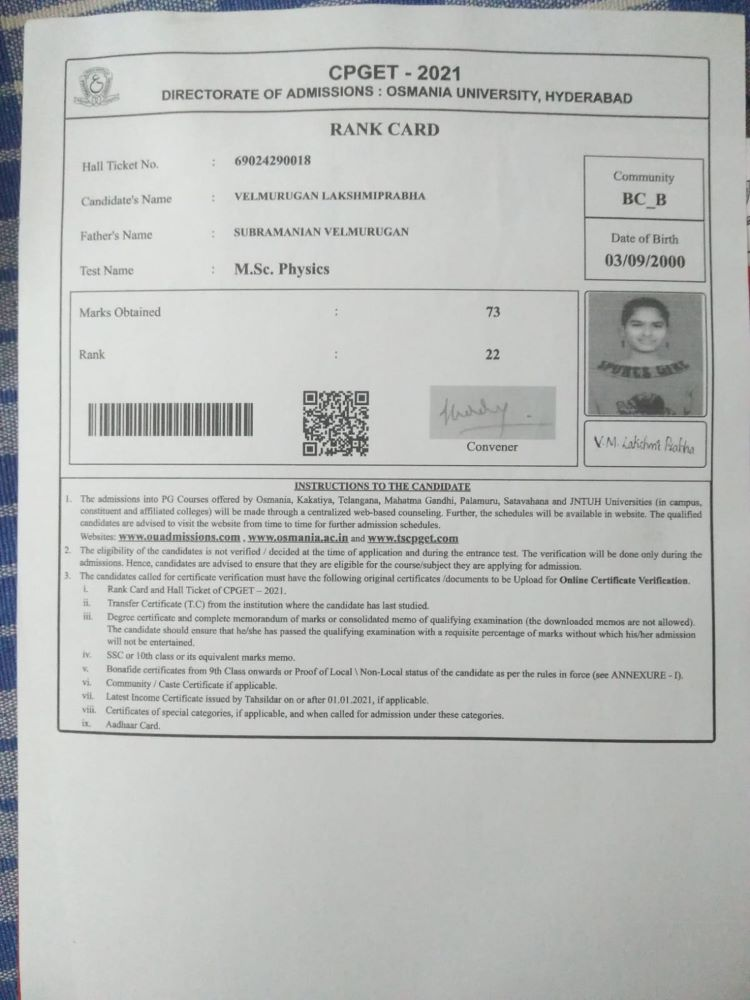 CPGET - 2021
DIRECTORATE OF ADMISSIONS : OSMANIA UNIVERSITY, HYDERABAD
RANK CARD
Hall Ticket No. : 69024290018
Candidate's Name : VELMURUGAN LAKSHMIPRABHA
Father's Name : SUBRAMANIAN VELMURUGAN
Test Name : M.Sc. Physics
Community
BC_B
Date of Birth
03/09/2000
Marks Obtained : 73
Rank : 22
SPORTS GIRL
Convener
V.M. Lakshmi Prabha
INSTRUCTIONS TO THE CANDIDATE
1. The admissions into PG Courses offered by Osmania, Kakatiya, Telangana, Mahatma Gandhi, Palamuru, Satavahana and JNTUH Universities (in campus,
constituent and affiliated colleges) will be made through a centralized web-based counseling. Further, the schedules will be available in website. The qualified
candidates are advised to visit the website from time to time for further admission schedules.
Websites: www.ouadmissions.com , www.osmania.ac.in and www.tscpget.com
2. The eligibility of the candidates is not verified / decided at the time of application and during the entrance test. The verification will be done only during the
admissions. Hence, candidates are advised to ensure that they are eligible for the course/subject they are applying for admission.
3. The candidates called for certificate verification must have the following original certificates /documents to be Upload for Online Certificate Verification.
i. Rank Card and Hall Ticket of CPGET – 2021.
ii. Transfer Certificate (T.C) from the institution where the candidate has last studied.
iii. Degree certificate and complete memorandum of marks or consolidated memo of qualifying examination (the downloaded memos are not allowed).
The candidate should ensure that he/she has passed the qualifying examination with a requisite percentage of marks without which his/her admission
will not be entertained.
iv. SSC or 10th class or its equivalent marks memo.
v. Bonafide certificates from 9th Class onwards or Proof of Local \ Non-Local status of the candidate as per the rules in force (see ANNEXURE - I).
vi. Community / Caste Certificate if applicable.
vii. Latest Income Certificate issued by Tahsildar on or after 01.01.2021, if applicable.
viii. Certificates of special categories, if applicable, and when called for admission under these categories.
ix. Aadhaar Card.